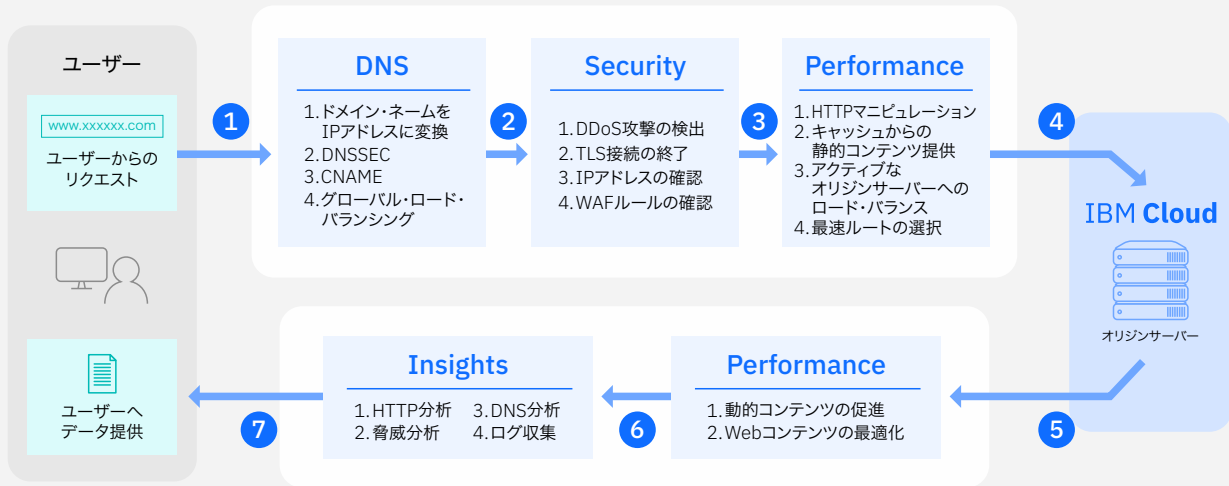 ユーザー
www.xxxxxx.com
ユーザーからの
リクエスト
1
DNS
1.ドメイン・ネームを
IPアドレスに変換
2.DNSSEC
3.CNAME
4.グローバル・ロード・
バランシング
2
Security
1.DDoS攻撃の検出
2.TLS接続の終了
3.IPアドレスの確認
4.WAFルールの確認
3
Performance
1.HTTPマニピュレーション
2.キャッシュからの
静的コンテンツ提供
3.アクティブな
オリジンサーバーへの
ロード・バランス
4.最速ルートの選択
4
IBM Cloud
オリジンサーバー
5
Performance
1.動的コンテンツの促進
2.Webコンテンツの最適化
6
Insights
1.HTTP分析
2.脅威分析
3.DNS分析
4.ログ収集
7
ユーザーへ
データ提供